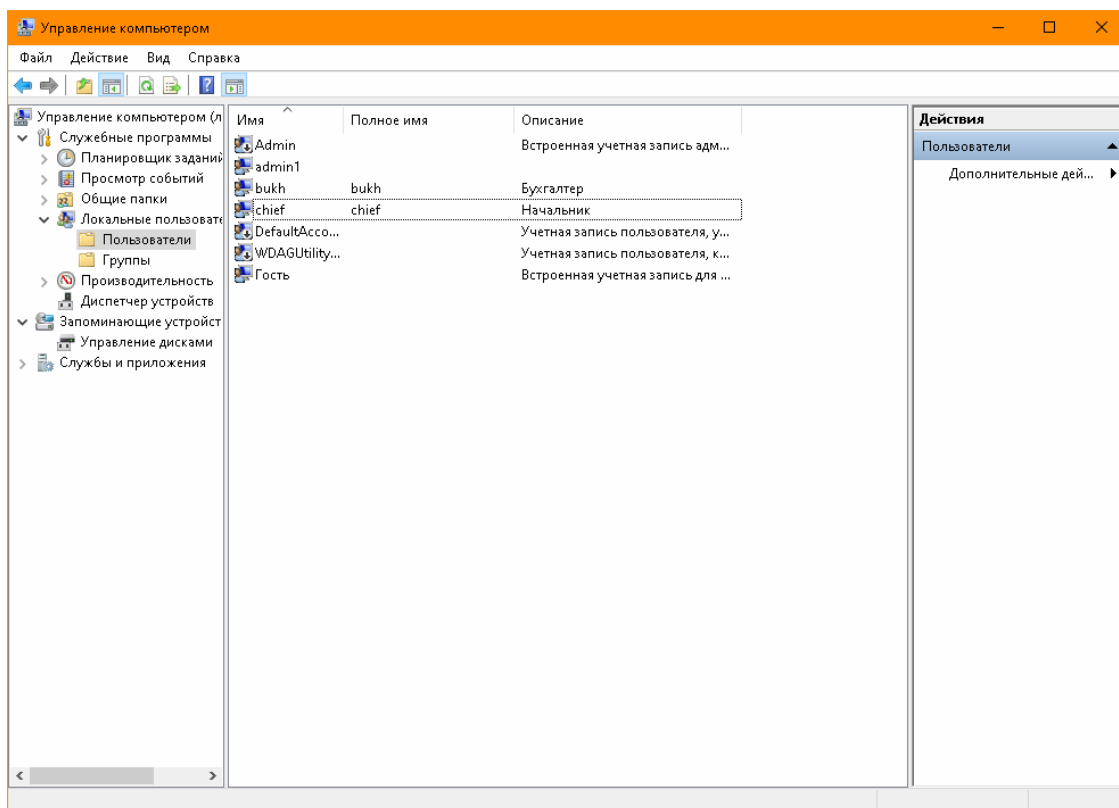 Управление компьютером
Файл Действие Вид Справка
Управление компьютером (л
Служебные программы
Планировщик заданий
Просмотр событий
Общие папки
Локальные пользовате
Пользователи
Группы
Производительность
Диспетчер устройств
Запоминающие устройст
Управление дисками
Службы и приложения
Имя Полное имя Описание
Admin Встроенная учетная запись адм...
admin1
bukh bukh Бухгалтер
chief chief Начальник
DefaultAcco... Учетная запись пользователя, у...
WDAGUtility... Учетная запись пользователя, к...
Гость Встроенная учетная запись для ...
Действия
Пользователи
Дополнительные дей...